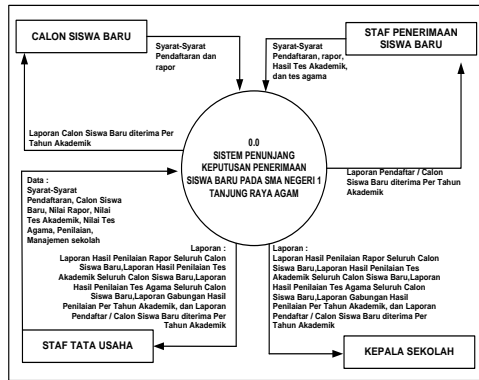 CALON SISWA BARU
STAF PENERIMAAN
SISWA BARU
Syarat-Syarat
Pendaftaran dan
rapor
Syarat-Syarat
Pendaftaran, rapor,
Hasil Tes Akademik,
dan tes agama
0.0
SISTEM PENUNJANG
KEPUTUSAN PENERIMAAN
SISWA BARU PADA SMA NEGERI 1
TANJUNG RAYA AGAM
Laporan Calon Siswa Baru diterima Per
Tahun Akademik
Laporan Pendaftar / Calon
Siswa Baru diterima Per Tahun
Akademik
Data :
Syarat-Syarat
Pendaftaran, Calon Siswa
Baru, Nilai Rapor, Nilai
Tes Akademik, Nilai Tes
Agama, Penilaian,
Manajemen sekolah
Laporan :
Laporan Hasil Penilaian Rapor Seluruh Calon
Siswa Baru,Laporan Hasil Penilaian Tes
Akademik Seluruh Calon Siswa Baru,Laporan
Hasil Penilaian Tes Agama Seluruh Calon
Siswa Baru,Laporan Gabungan Hasil
Penilaian Per Tahun Akademik, dan Laporan
Pendaftar / Calon Siswa Baru diterima Per
Tahun Akademik
Laporan :
Laporan Hasil Penilaian Rapor Seluruh Calon
Siswa Baru,Laporan Hasil Penilaian Tes
Akademik Seluruh Calon Siswa Baru,Laporan
Hasil Penilaian Tes Agama Seluruh Calon
Siswa Baru,Laporan Gabungan Hasil
Penilaian Per Tahun Akademik, dan Laporan
Pendaftar / Calon Siswa Baru diterima Per
Tahun Akademik
STAF TATA USAHA
KEPALA SEKOLAH